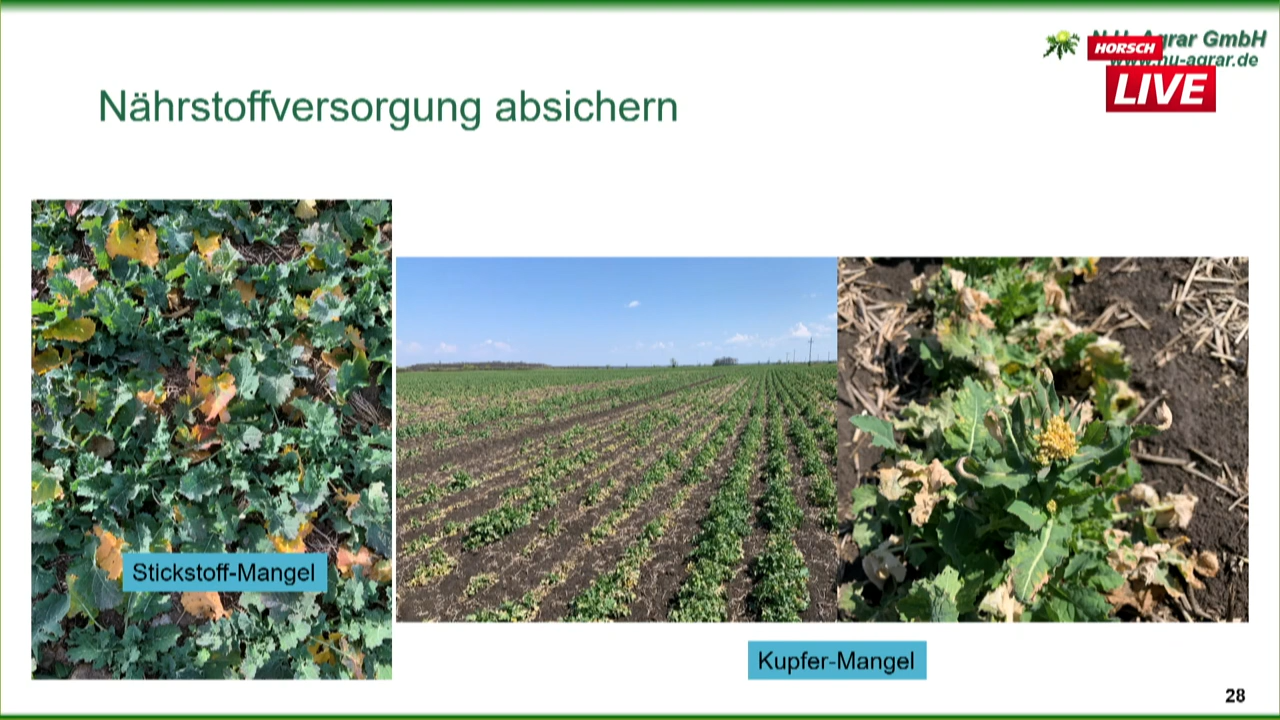 N.U. Agrar GmbH
HORSCH
www.nu-agrar.de
LIVE
Nährstoffversorgung absichern
Stickstoff-Mangel
Kupfer-Mangel
28